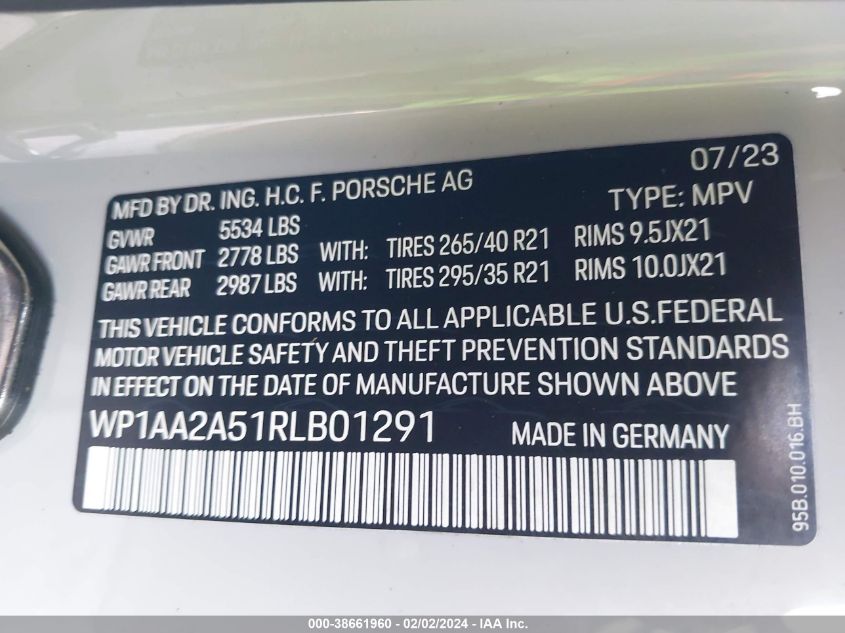 07/23
MFD BY DR. ING. H.C. F. PORSCHE AG
TYPE: MPV
GVWR 5534 LBS
GAWR FRONT 2778 LBS WITH: TIRES 265/40 R21 RIMS 9.5JX21
GAWR REAR 2987 LBS WITH: TIRES 295/35 R21 RIMS 10.0JX21
THIS VEHICLE CONFORMS TO ALL APPLICABLE U.S.FEDERAL
MOTOR VEHICLE SAFETY AND THEFT PREVENTION STANDARDS
IN EFFECT ON THE DATE OF MANUFACTURE SHOWN ABOVE
WP1AA2A51RLB01291 MADE IN GERMANY
95B.010.016.BH
000-38661960 - 02/02/2024 - IAA Inc.